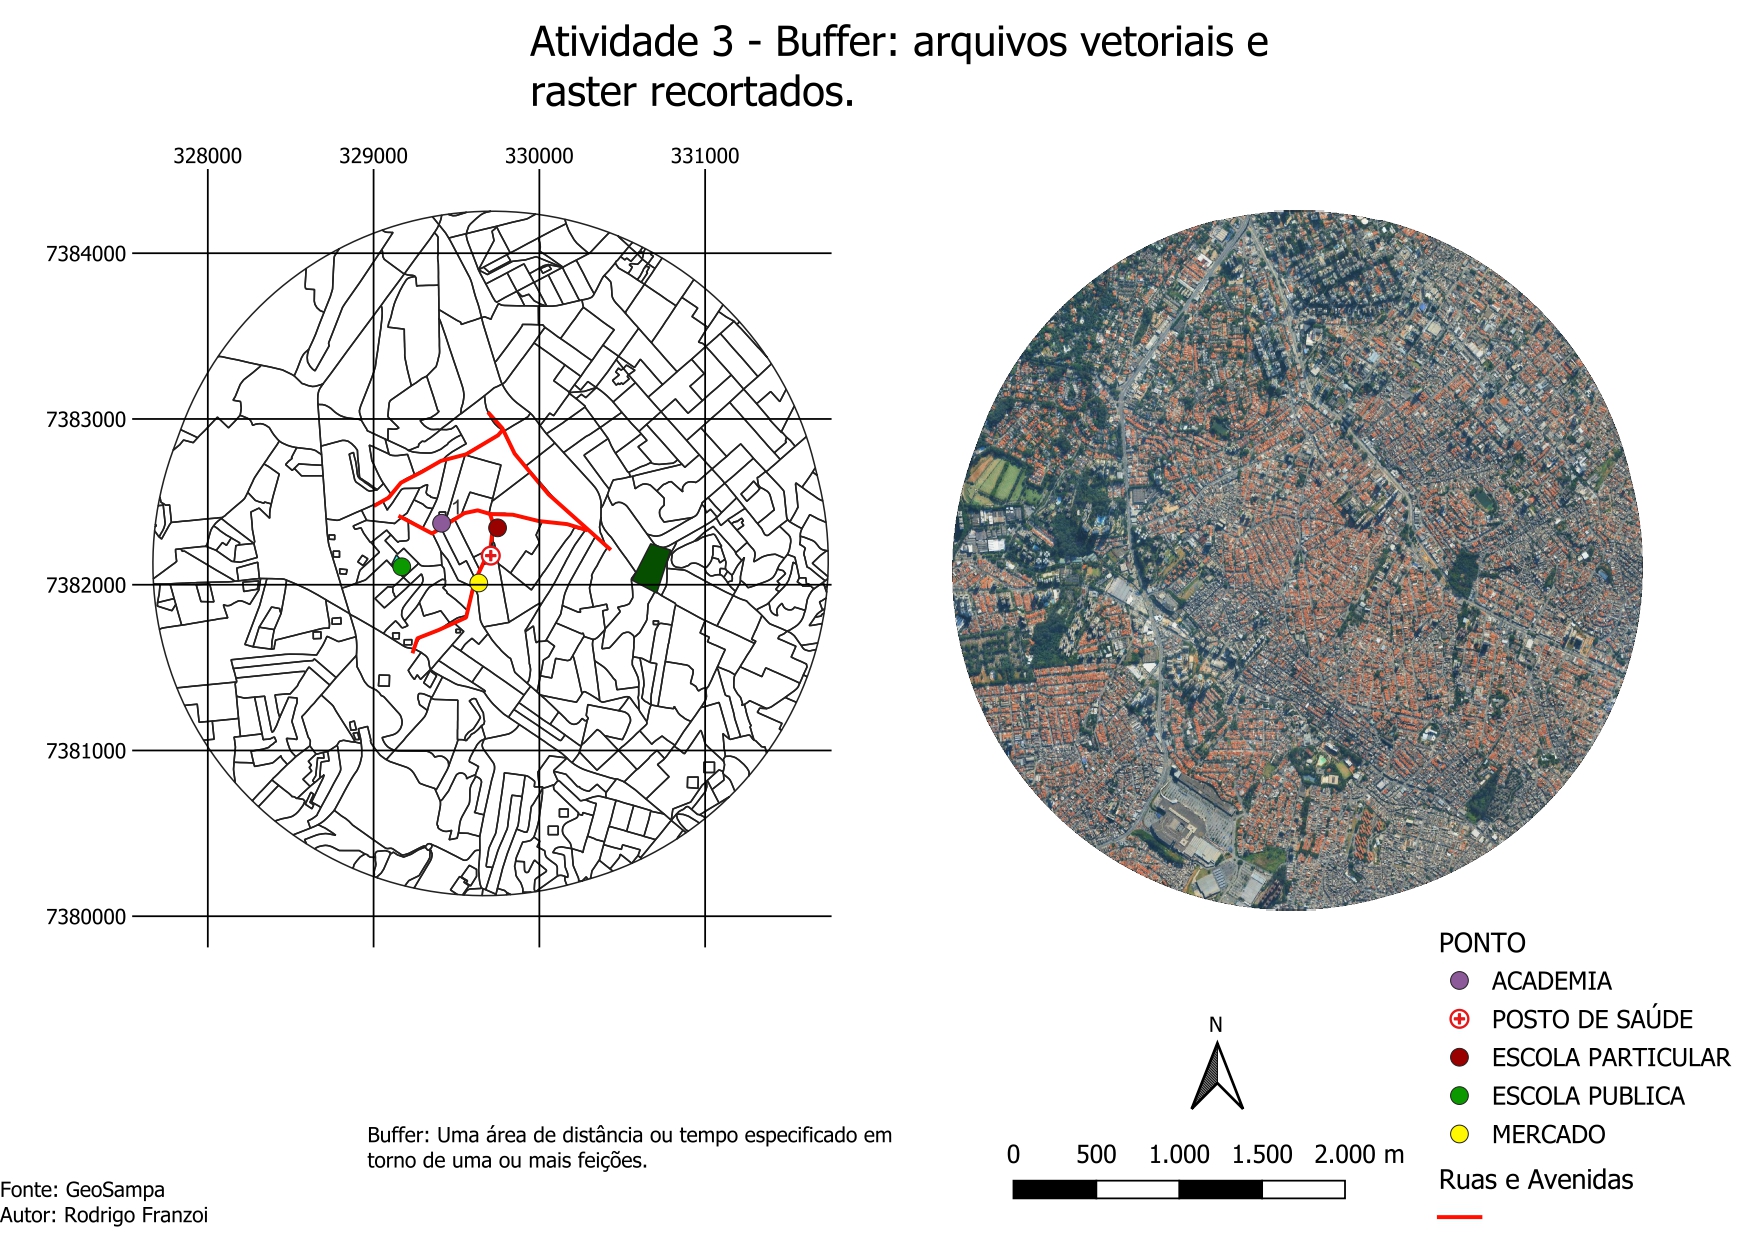 Atividade 3 - Buffer: arquivos vetoriais e
raster recortados.
328000 329000 330000 331000
7384000
7383000
7382000
7381000
7380000
PONTO
ACADEMIA
POSTO DE SAÚDE
ESCOLA PARTICULAR
ESCOLA PUBLICA
MERCADO
Ruas e Avenidas
N
0 500 1.000 1.500 2.000 m
Buffer: Uma área de distância ou tempo especificado em
torno de uma ou mais feições.
Fonte: GeoSampa
Autor: Rodrigo Franzoi